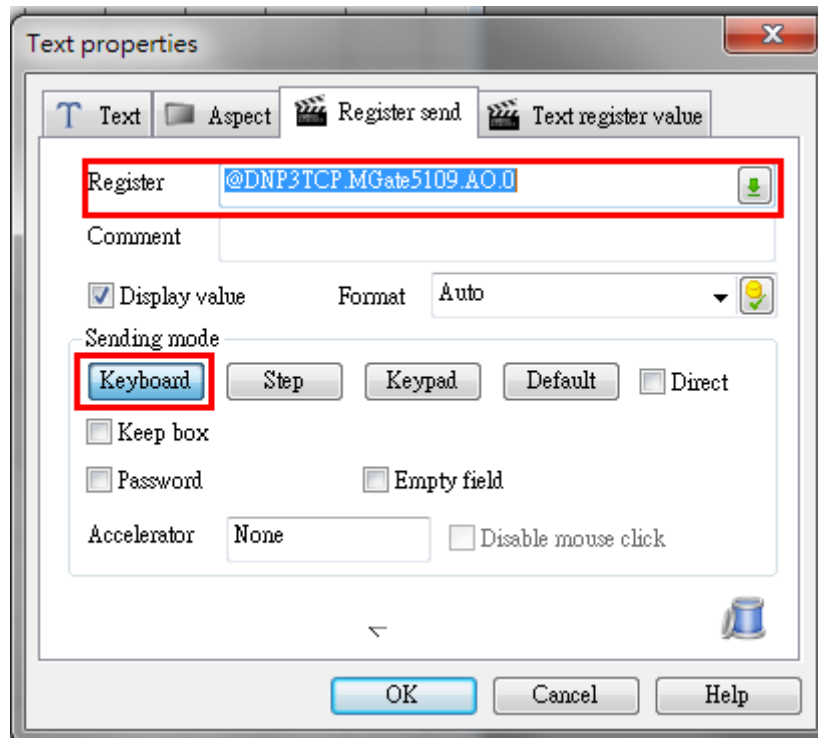 Text properties
Text Aspect Register send Text register value
Register @DNP3TCP.MGate5109.AO.0
Comment
Display value Format Auto
Sending mode
Keyboard Step Keypad Default Direct
Keep box
Password Empty field
Accelerator None Disable mouse click
OK Cancel Help